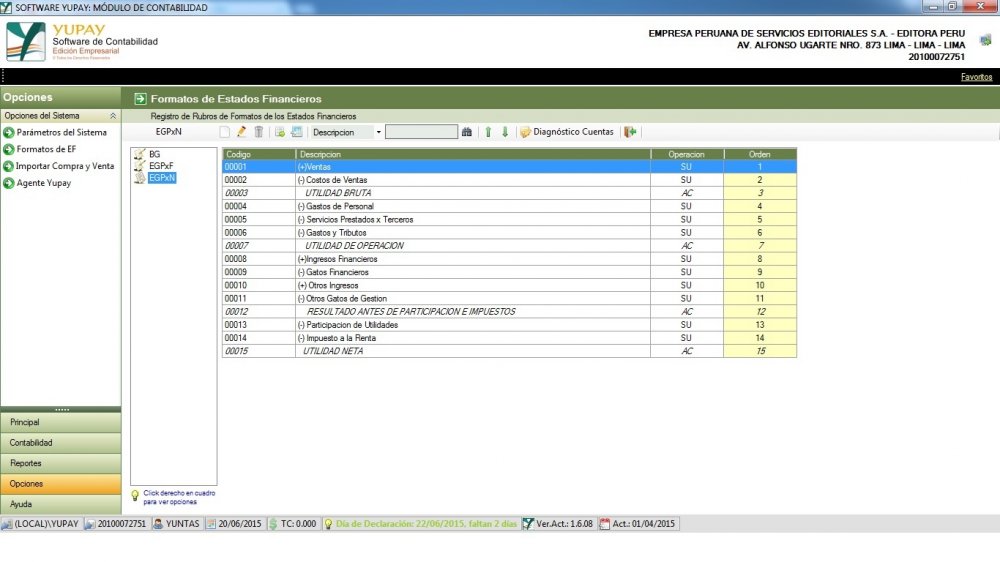 SOFTWARE YUPAY: MÓDULO DE CONTABILIDAD
YUPAY
Software de Contabilidad
Edición Empresarial
EMPRESA PERUANA DE SERVICIOS EDITORIALES S.A. - EDITORA PERU
AV. ALFONSO UGARTE NRO. 873 LIMA - LIMA - LIMA
20100072751
Favoritos
Opciones
Formatos de Estados Financieros
Opciones del Sistema
Registro de Rubros de Formatos de los Estados Financieros
Parámetros del Sistema
Formatos de EF
Importar Compra y Venta
Agente Yupay
EGPxN
Descripcion
Diagnóstico Cuentas
BG
EGPxF
EGPxN
Codigo Descripcion Operacion Orden
00001 (+)Ventas SU 1
00002 (-) Costos de Ventas SU 2
00003 UTILIDAD BRUTA AC 3
00004 (-) Gastos de Personal SU 4
00005 (-) Servicios Prestados x Terceros SU 5
00006 (-) Gastos y Tributos SU 6
00007 UTILIDAD DE OPERACION AC 7
00008 (+)Ingresos Financieros SU 8
00009 (-) Gatos Financieros SU 9
00010 (+) Otros Ingresos SU 10
00011 (-) Otros Gatos de Gestion SU 11
00012 RESULTADO ANTES DE PARTICIPACION E IMPUESTOS AC 12
00013 (-) Participacion de Utilidades SU 13
00014 (-) Impuesto a la Renta SU 14
00015 UTILIDAD NETA AC 15
Principal
Contabilidad
Reportes
Opciones
Ayuda
Click derecho en cuadro
para ver opciones
(LOCAL)\YUPAY 20100072751 YUNTAS 20/06/2015 TC: 0.000 Día de Declaración: 22/06/2015, faltan 2 días Ver.Act.: 1.6.08 Act.: 01/04/2015